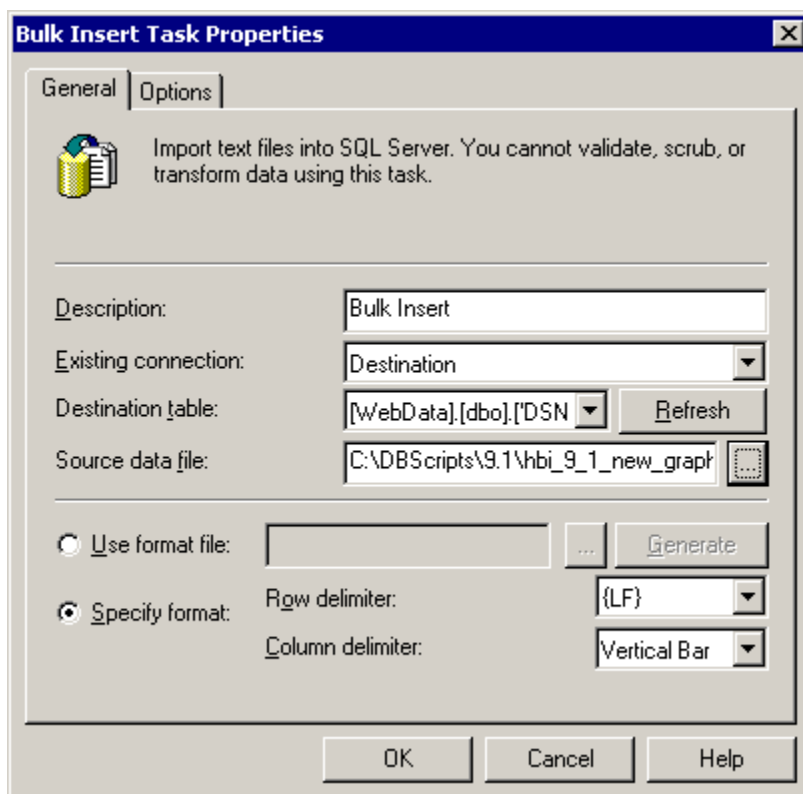 Bulk Insert Task Properties
General Options
Import text files into SQL Server. You cannot validate, scrub, or
transform data using this task.
Description: Bulk Insert
Existing connection: Destination
Destination table: [WebData].[dbo].['DSN Refresh
Source data file: C:\DBScripts\9.1\hbi_9_1_new_graph ...
Use format file: ... Generate
Specify format: Row delimiter: {LF}
Column delimiter: Vertical Bar
OK Cancel Help